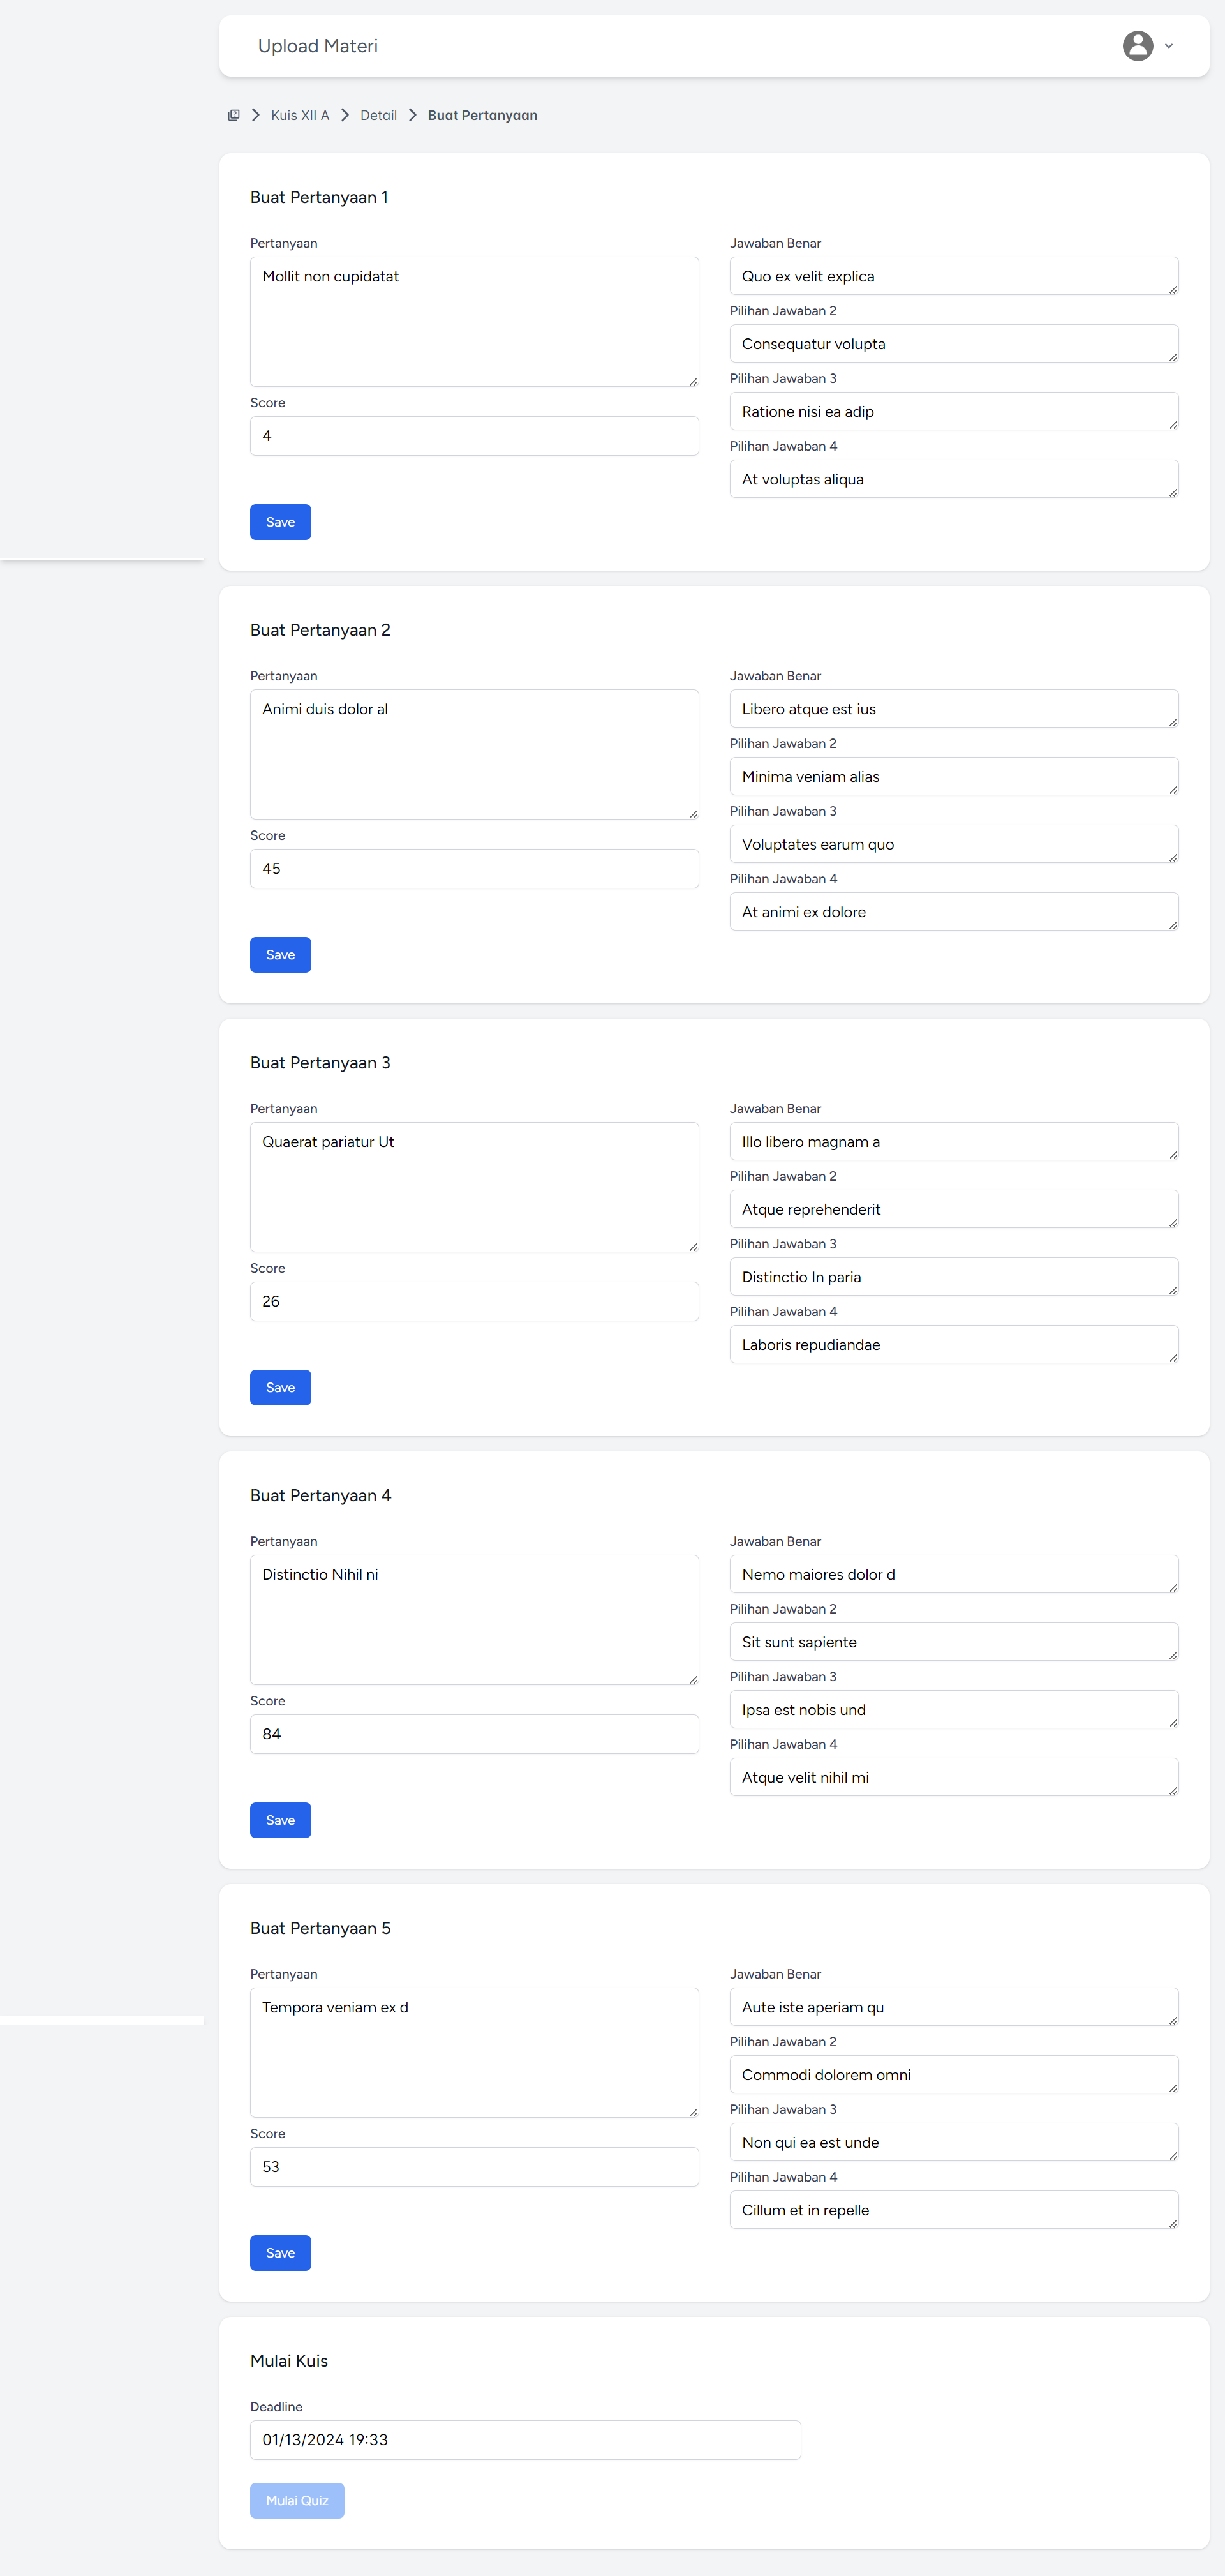 Upload Materi
Kuis XII A Detail Buat Pertanyaan
Buat Pertanyaan 1
Pertanyaan
Mollit non cupidatat
Score
4
Jawaban Benar
Quo ex velit explica
Pilihan Jawaban 2
Consequatur volupta
Pilihan Jawaban 3
Ratione nisi ea adip
Pilihan Jawaban 4
At voluptas aliqua
Save
Buat Pertanyaan 2
Pertanyaan
Animi duis dolor al
Score
45
Jawaban Benar
Libero atque est ius
Pilihan Jawaban 2
Minima veniam alias
Pilihan Jawaban 3
Voluptates earum quo
Pilihan Jawaban 4
At animi ex dolore
Save
Buat Pertanyaan 3
Pertanyaan
Quaerat pariatur Ut
Score
26
Jawaban Benar
Illo libero magnam a
Pilihan Jawaban 2
Atque reprehenderit
Pilihan Jawaban 3
Distinctio In paria
Pilihan Jawaban 4
Laboris repudiandae
Save
Buat Pertanyaan 4
Pertanyaan
Distinctio Nihil ni
Score
84
Jawaban Benar
Nemo maiores dolor d
Pilihan Jawaban 2
Sit sunt sapiente
Pilihan Jawaban 3
Ipsa est nobis und
Pilihan Jawaban 4
Atque velit nihil mi
Save
Buat Pertanyaan 5
Pertanyaan
Tempora veniam ex d
Score
53
Jawaban Benar
Aute iste aperiam qu
Pilihan Jawaban 2
Commodi dolorem omni
Pilihan Jawaban 3
Non qui ea est unde
Pilihan Jawaban 4
Cillum et in repelle
Save
Mulai Kuis
Deadline
01/13/2024 19:33
Mulai Quiz